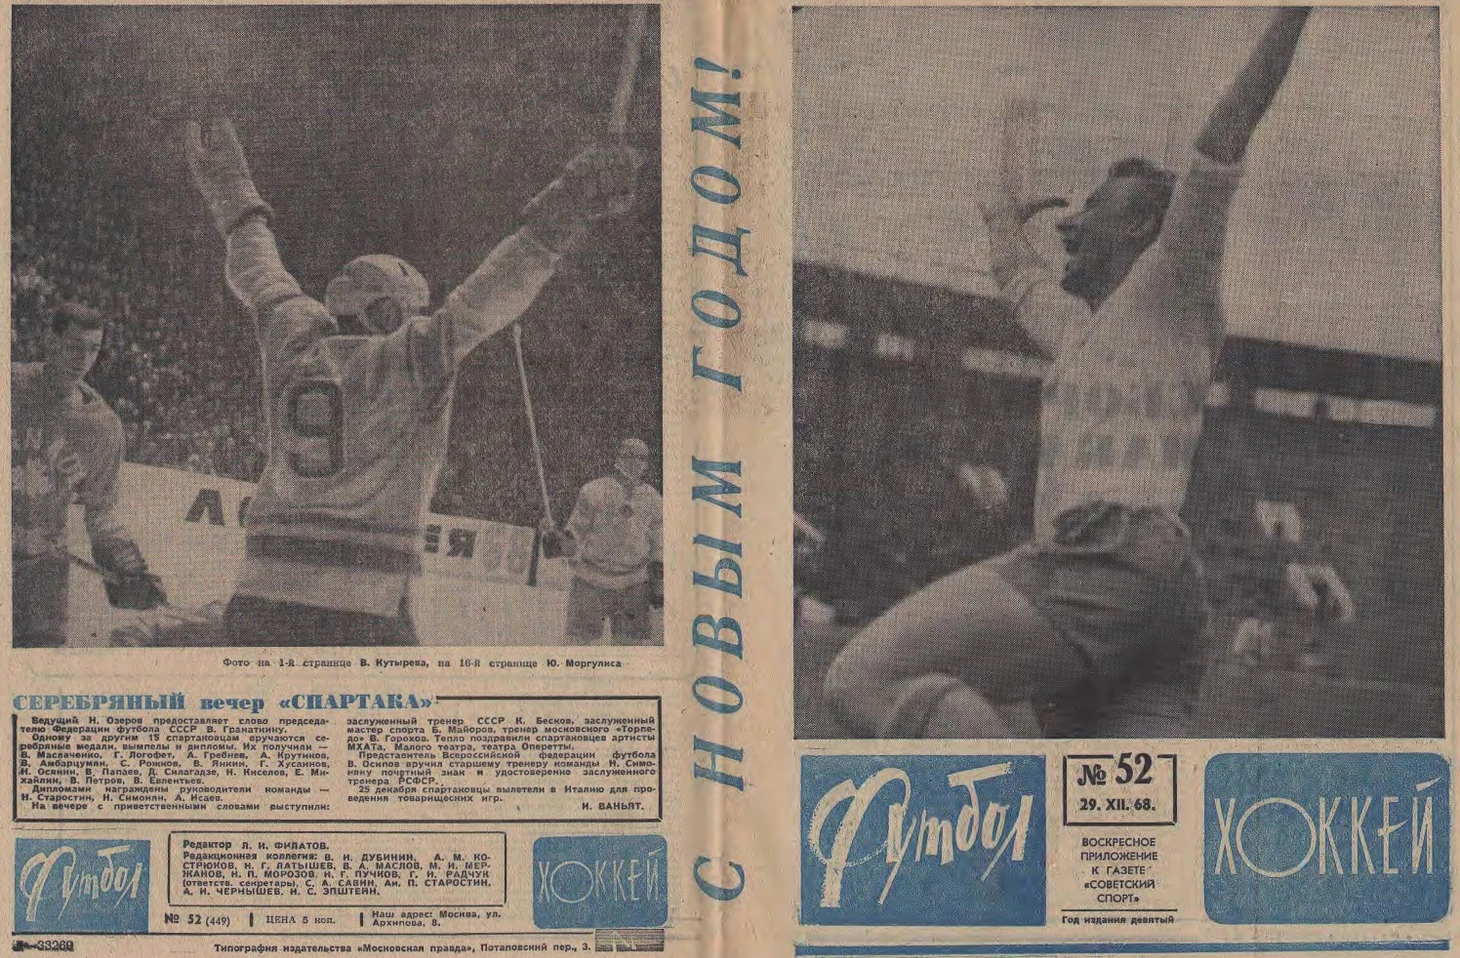 Фото на 1-й странице В. Кутырева, на 16-й странице Ю. Моргулиса
СЕРЕБРЯНЫЙ вечер «СПАРТАКА»
Ведущий Н. Озеров предоставляет слово председа-
телю Федерации футбола СССР В. Гранаткину.
Одному за другим 15 спартаковцам вручаются се-
ребряные медали, вымпелы и дипломы. Их получили —
В. Маслаченко, Г. Логофет, А. Гребнев, А. Крутиков,
В. Амбарцумян, С. Рожков, В. Янкин, Г. Хусаинов,
Н. Осянин, В. Папаев, Д. Силагадзе, Н. Киселев, Е. Ми-
хайлин, В. Петров, В. Евлентьев.
Дипломами награждены руководители команды —
Н. Старостин, Н. Симонян, А. Исаев.
На вечере с приветственными словами выступили:
заслуженный тренер СССР К. Бесков, заслуженный
мастер спорта Б. Майоров, тренер московского «Торпе-
до» В. Горохов. Тепло поздравили спартаковцев артисты
МХАТа, Малого театра, театра Оперетты.
Представитель Всероссийской федерации футбола
В. Осипов вручил старшему тренеру команды Н. Симо-
няну почетный знак и удостоверение заслуженного
тренера РСФСР.
25 декабря спартаковцы вылетели в Италию для про-
ведения товарищеских игр.
И. ВАНЬЯТ.
Футбол
Редактор Л. И. ФИЛАТОВ.
Редакционная коллегия: В. И. ДУБИНИН, А. М. КО-
СТРЮКОВ, Н. Г. ЛАТЫШЕВ, В. А. МАСЛОВ, М. И. МЕР-
ЖАНОВ, Н. П. МОРОЗОВ, Н. Г. ПУЧКОВ, Г. И. РАДЧУК
(ответств. секретарь), С. А. САВИН, Ан. П. СТАРОСТИН,
А. И. ЧЕРНЫШЕВ, Н. С. ЭПШТЕЙН.
ХОККЕЙ
№ 52 (449)
ЦЕНА 5 коп.
Наш адрес: Москва, ул.
Архипова, 8.
33269
Типография издательства «Московская правда», Потаповский пер., 3.
С НОВЫМ ГОДОМ!
Футбол
№ 52
29. XII. 68.
ВОСКРЕСНОЕ
ПРИЛОЖЕНИЕ
К ГАЗЕТЕ
«СОВЕТСКИЙ
СПОРТ»
Год издания девятый
ХОККЕЙ
9